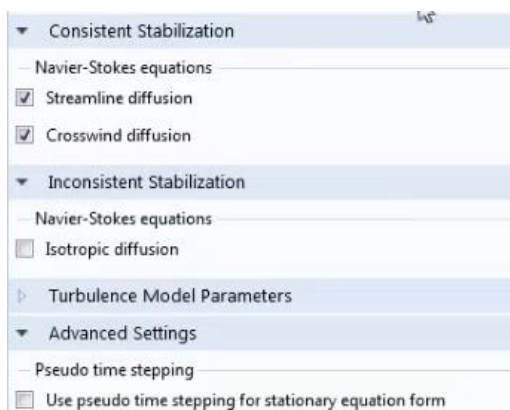 Consistent Stabilization
Navier-Stokes equations
Streamline diffusion
Crosswind diffusion
Inconsistent Stabilization
Navier-Stokes equations
Isotropic diffusion
Turbulence Model Parameters
Advanced Settings
Pseudo time stepping
Use pseudo time stepping for stationary equation form